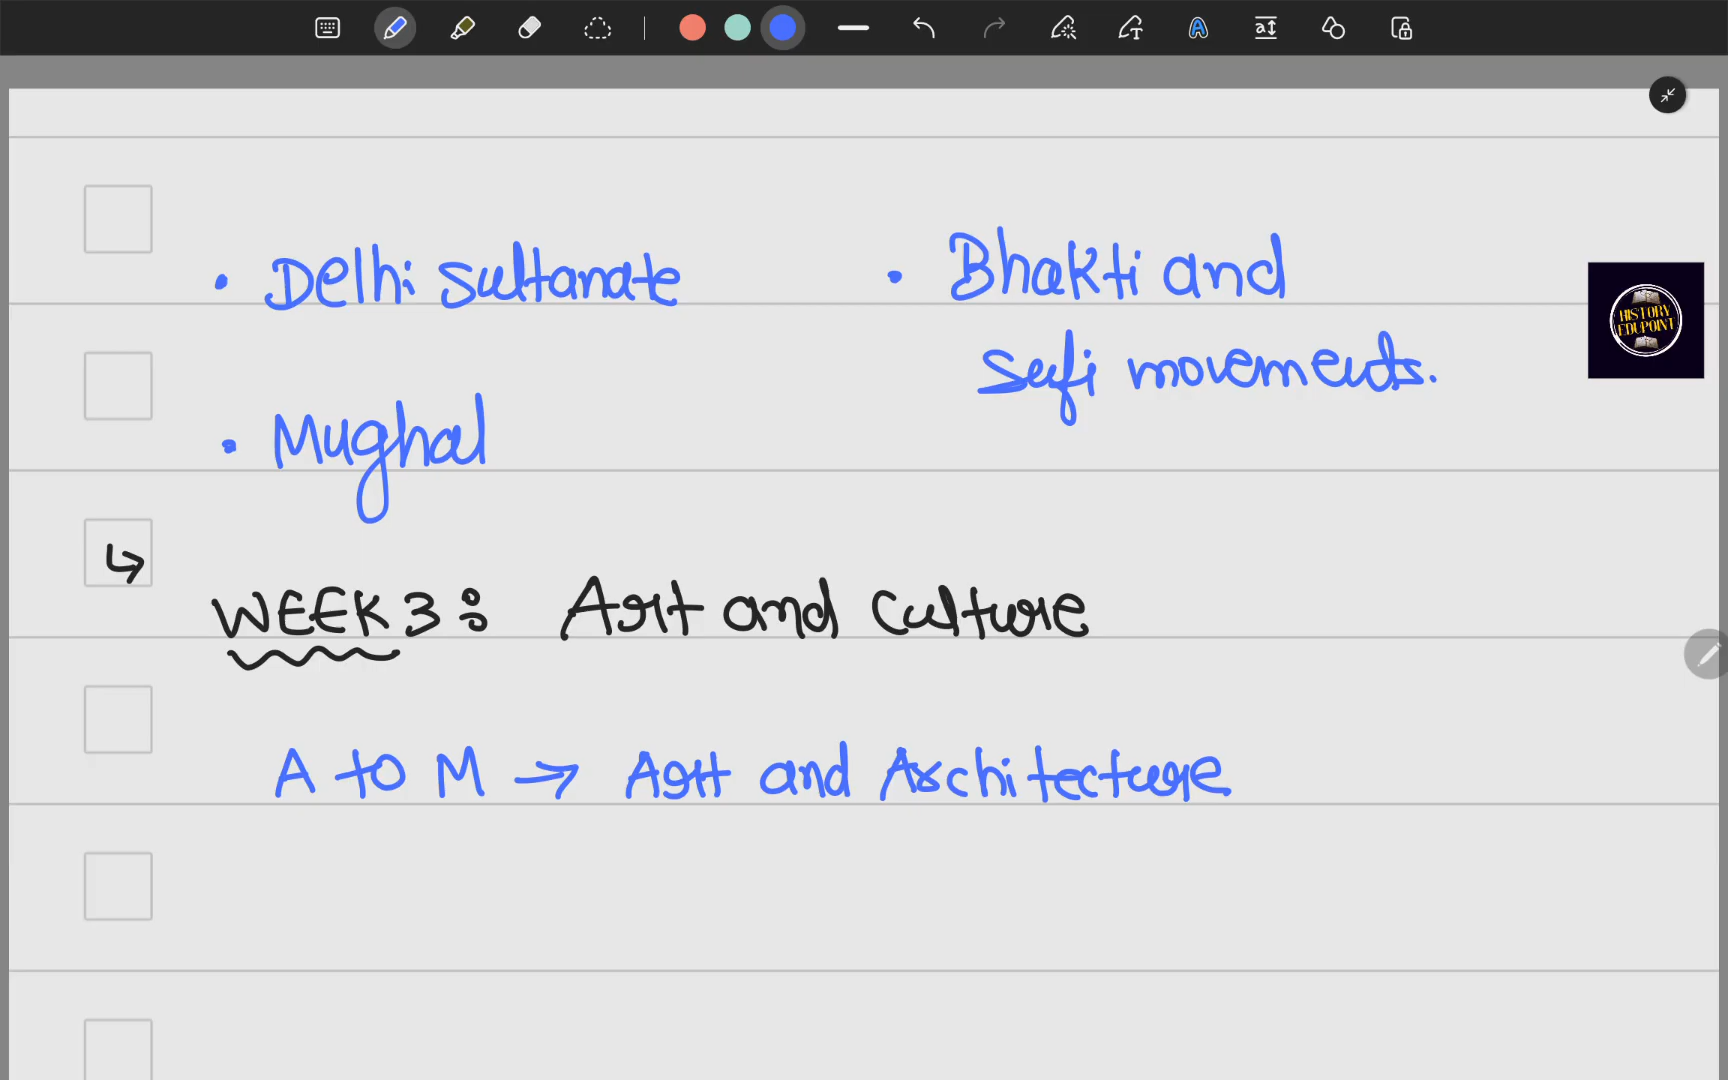 • Delhi Sultanate
• Bhakti and
Sufi movements.
• Mughal
↳
WEEK 3: Art and Culture
A to M → Art and Architecture
HISTORY
EDUPOINT